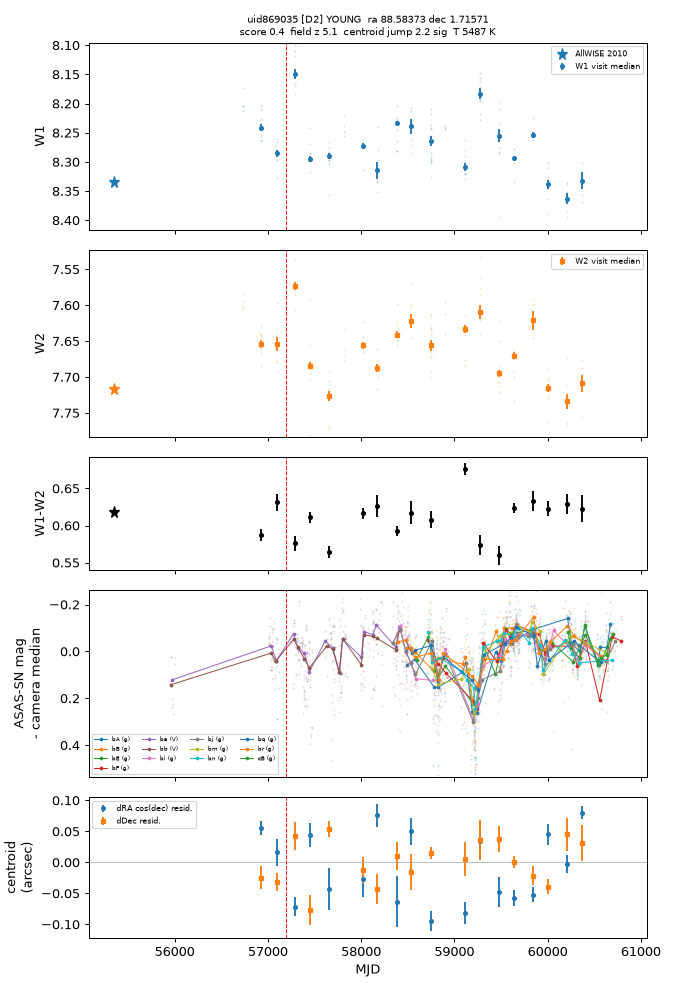 uid869035 [D2] YOUNG ra 88.58373 dec 1.71571
score 0.4 field z 5.1 centroid jump 2.2 sig T 5487 K
8.10
8.15
8.20
8.25
8.30
8.35
8.40
W1
AllWISE 2010
W1 visit median
7.55
7.60
7.65
7.70
7.75
W2
W2 visit median
0.65
0.60
0.55
W1-W2
−0.2
0.0
0.2
0.4
ASAS-SN mag
- camera median
bA (g)
bB (g)
bE (g)
bF (g)
ba (V)
bb (V)
bi (g)
bj (g)
bm (g)
bn (g)
bq (g)
br (g)
cB (g)
0.10
0.05
0.00
−0.05
−0.10
centroid
(arcsec)
dRA cos(dec) resid.
dDec resid.
56000
57000
58000
59000
60000
61000
MJD